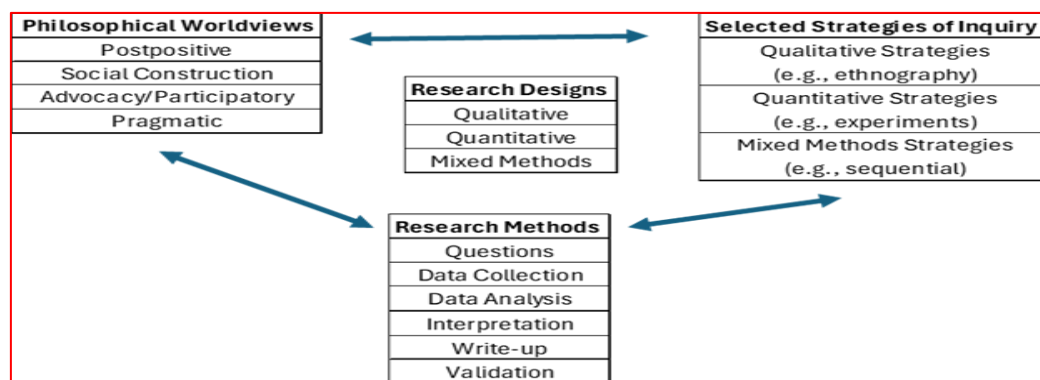 Philosophical Worldviews
Postpositive
Social Construction
Advocacy/Participatory
Pragmatic
Selected Strategies of Inquiry
Qualitative Strategies
(e.g., ethnography)
Quantitative Strategies
(e.g., experiments)
Mixed Methods Strategies
(e.g., sequential)
Research Designs
Qualitative
Quantitative
Mixed Methods
Research Methods
Questions
Data Collection
Data Analysis
Interpretation
Write-up
Validation